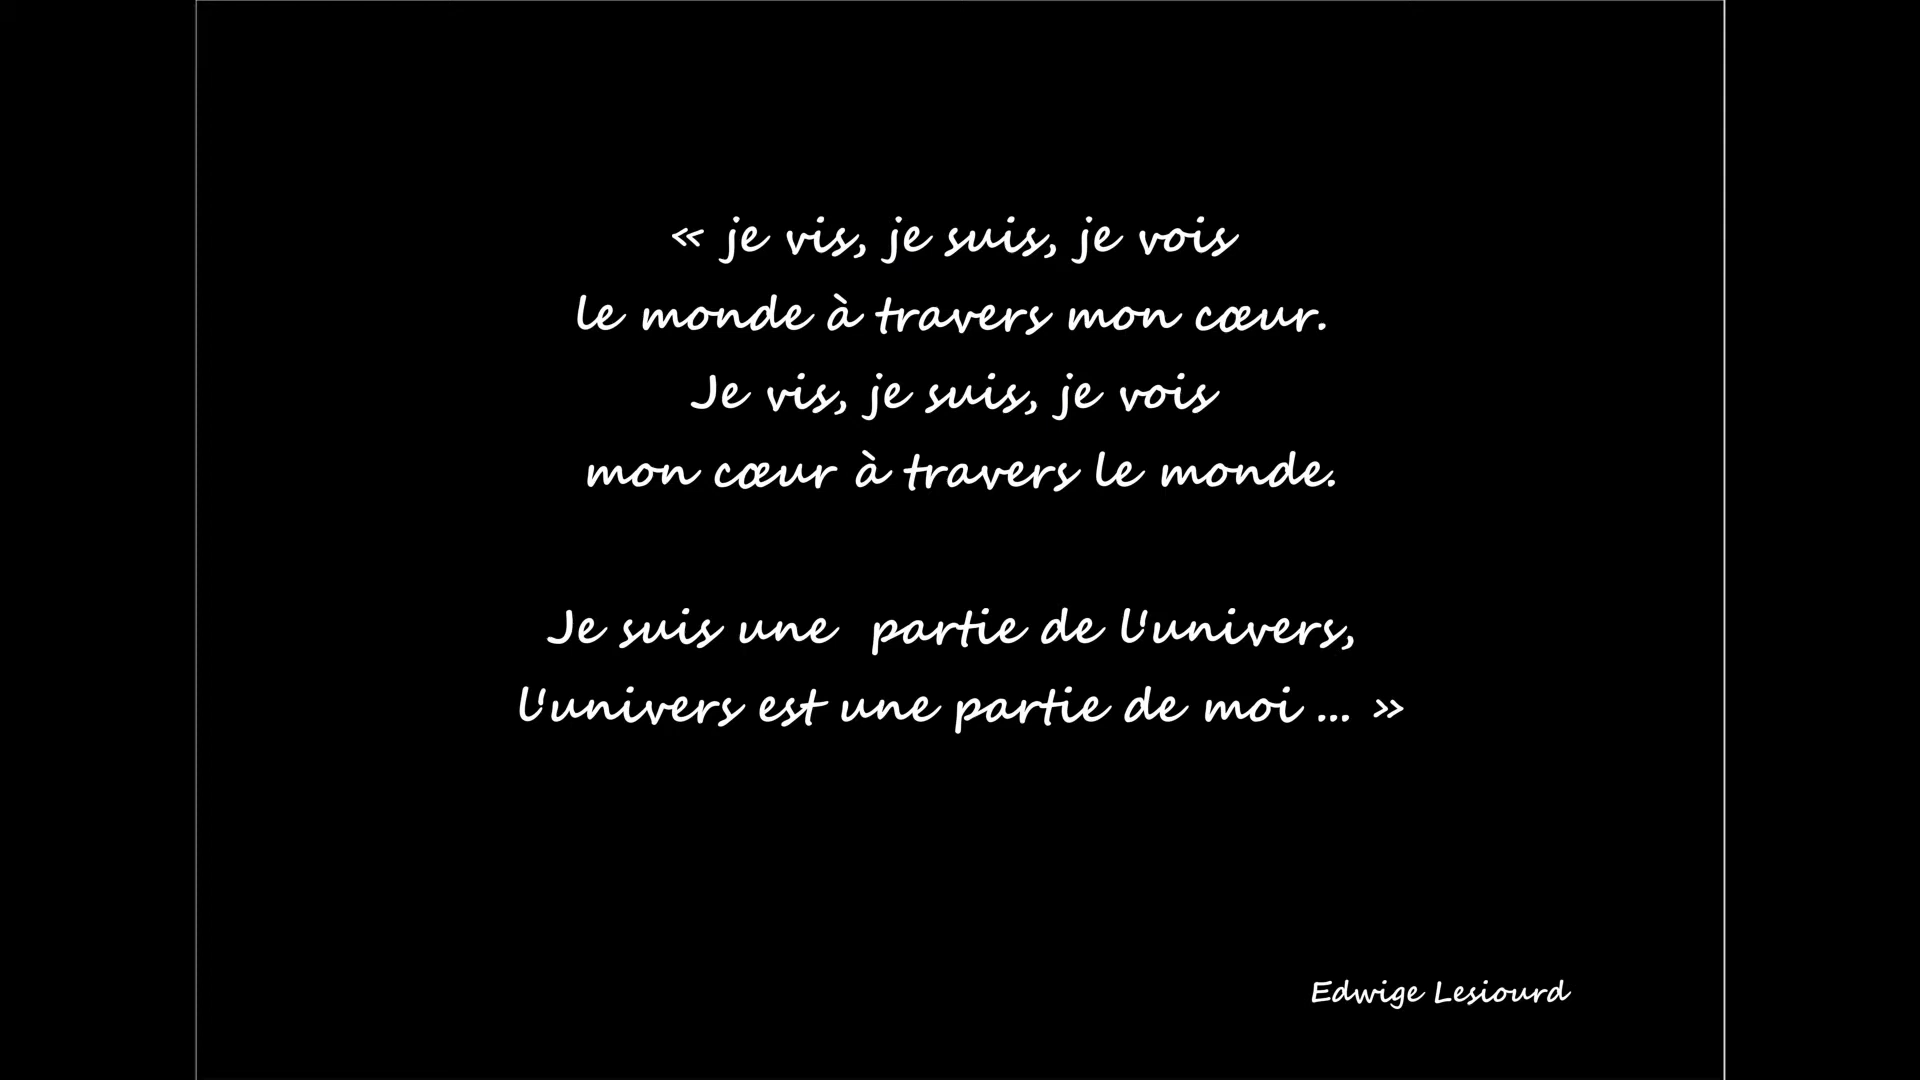 « je vis, je suis, je vois
le monde à travers mon cœur.
Je vis, je suis, je vois
mon cœur à travers le monde.
Je suis une  partie de l'univers,
l'univers est une partie de moi ... »
Edwige Lesiourd